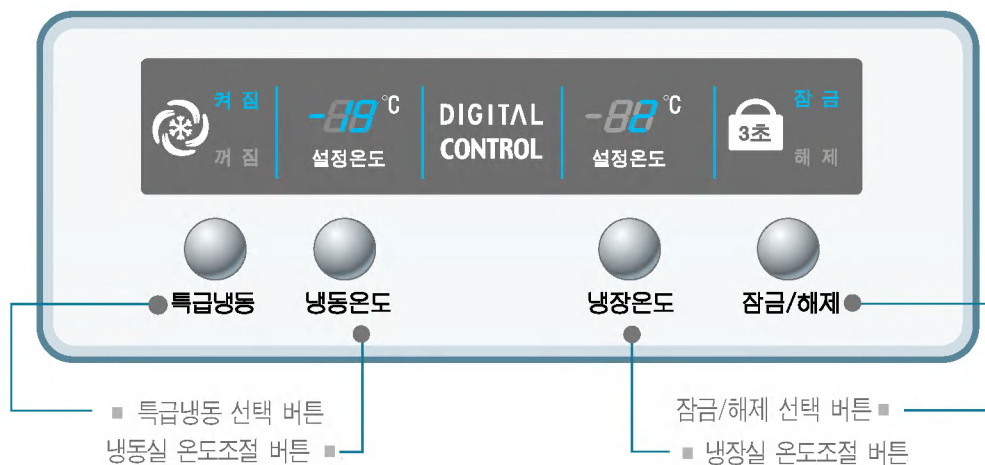 켜 짐
꺼 짐
-19 °C
설정온도
DIGITAL
CONTROL
-2 °C
설정온도
3초
잠 금
해 제
특급냉동
냉동온도
냉장온도
잠금/해제
■ 특급냉동 선택 버튼
냉동실 온도조절 버튼 ■
잠금/해제 선택 버튼 ■
■ 냉장실 온도조절 버튼